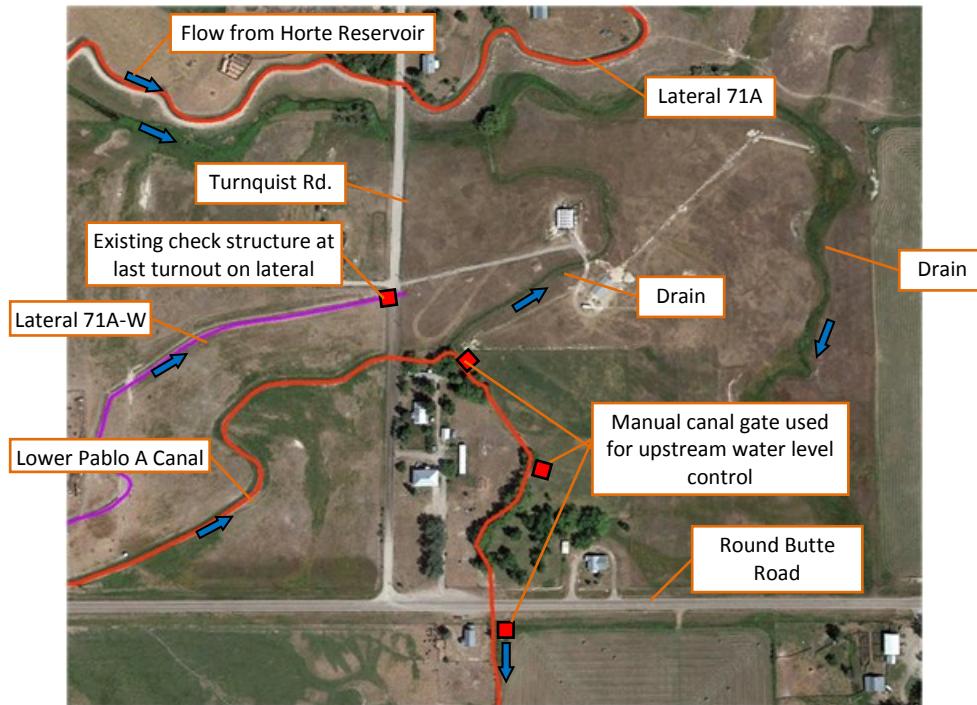 Flow from Horte Reservoir
Lateral 71A
Turnquist Rd.
Existing check structure at
last turnout on lateral
Drain
Drain
Lateral 71A-W
Manual canal gate used
for upstream water level
control
Lower Pablo A Canal
Round Butte
Road